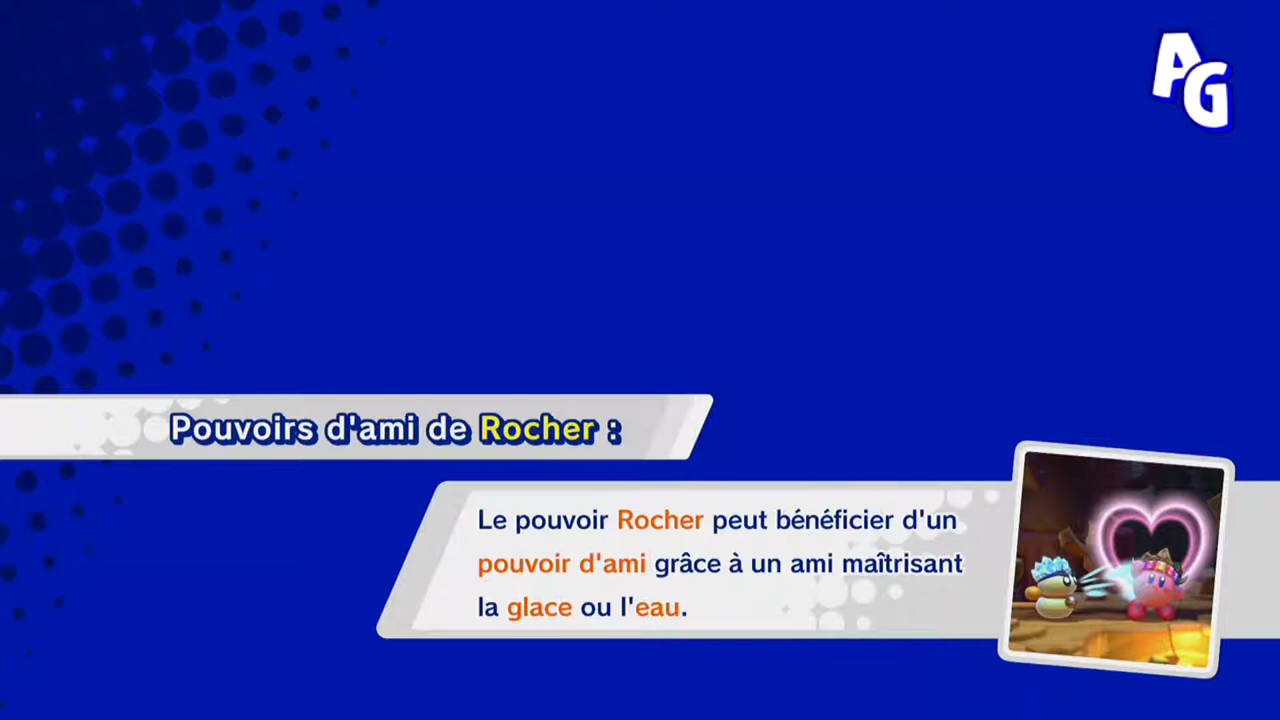 AG
Pouvoirs d'ami de Rocher :
Le pouvoir Rocher peut bénéficier d'un
pouvoir d'ami grâce à un ami maîtrisant
la glace ou l'eau.